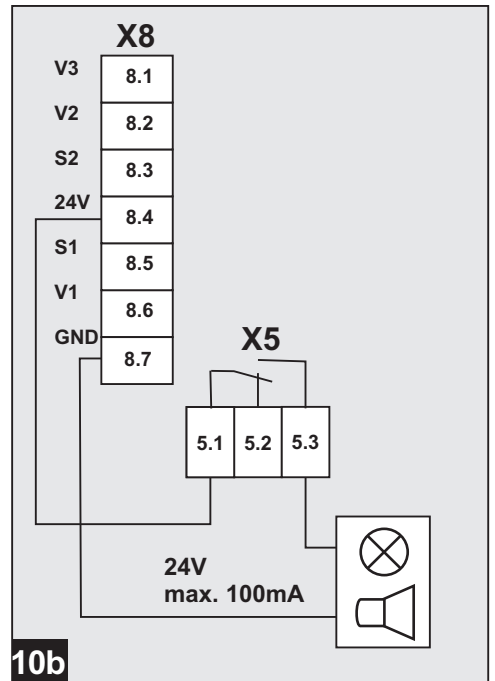 X8
V3 8.1
V2 8.2
S2 8.3
24V 8.4
S1 8.5
V1 8.6
GND 8.7
X5
5.1 5.2 5.3
24V
max. 100mA
10b